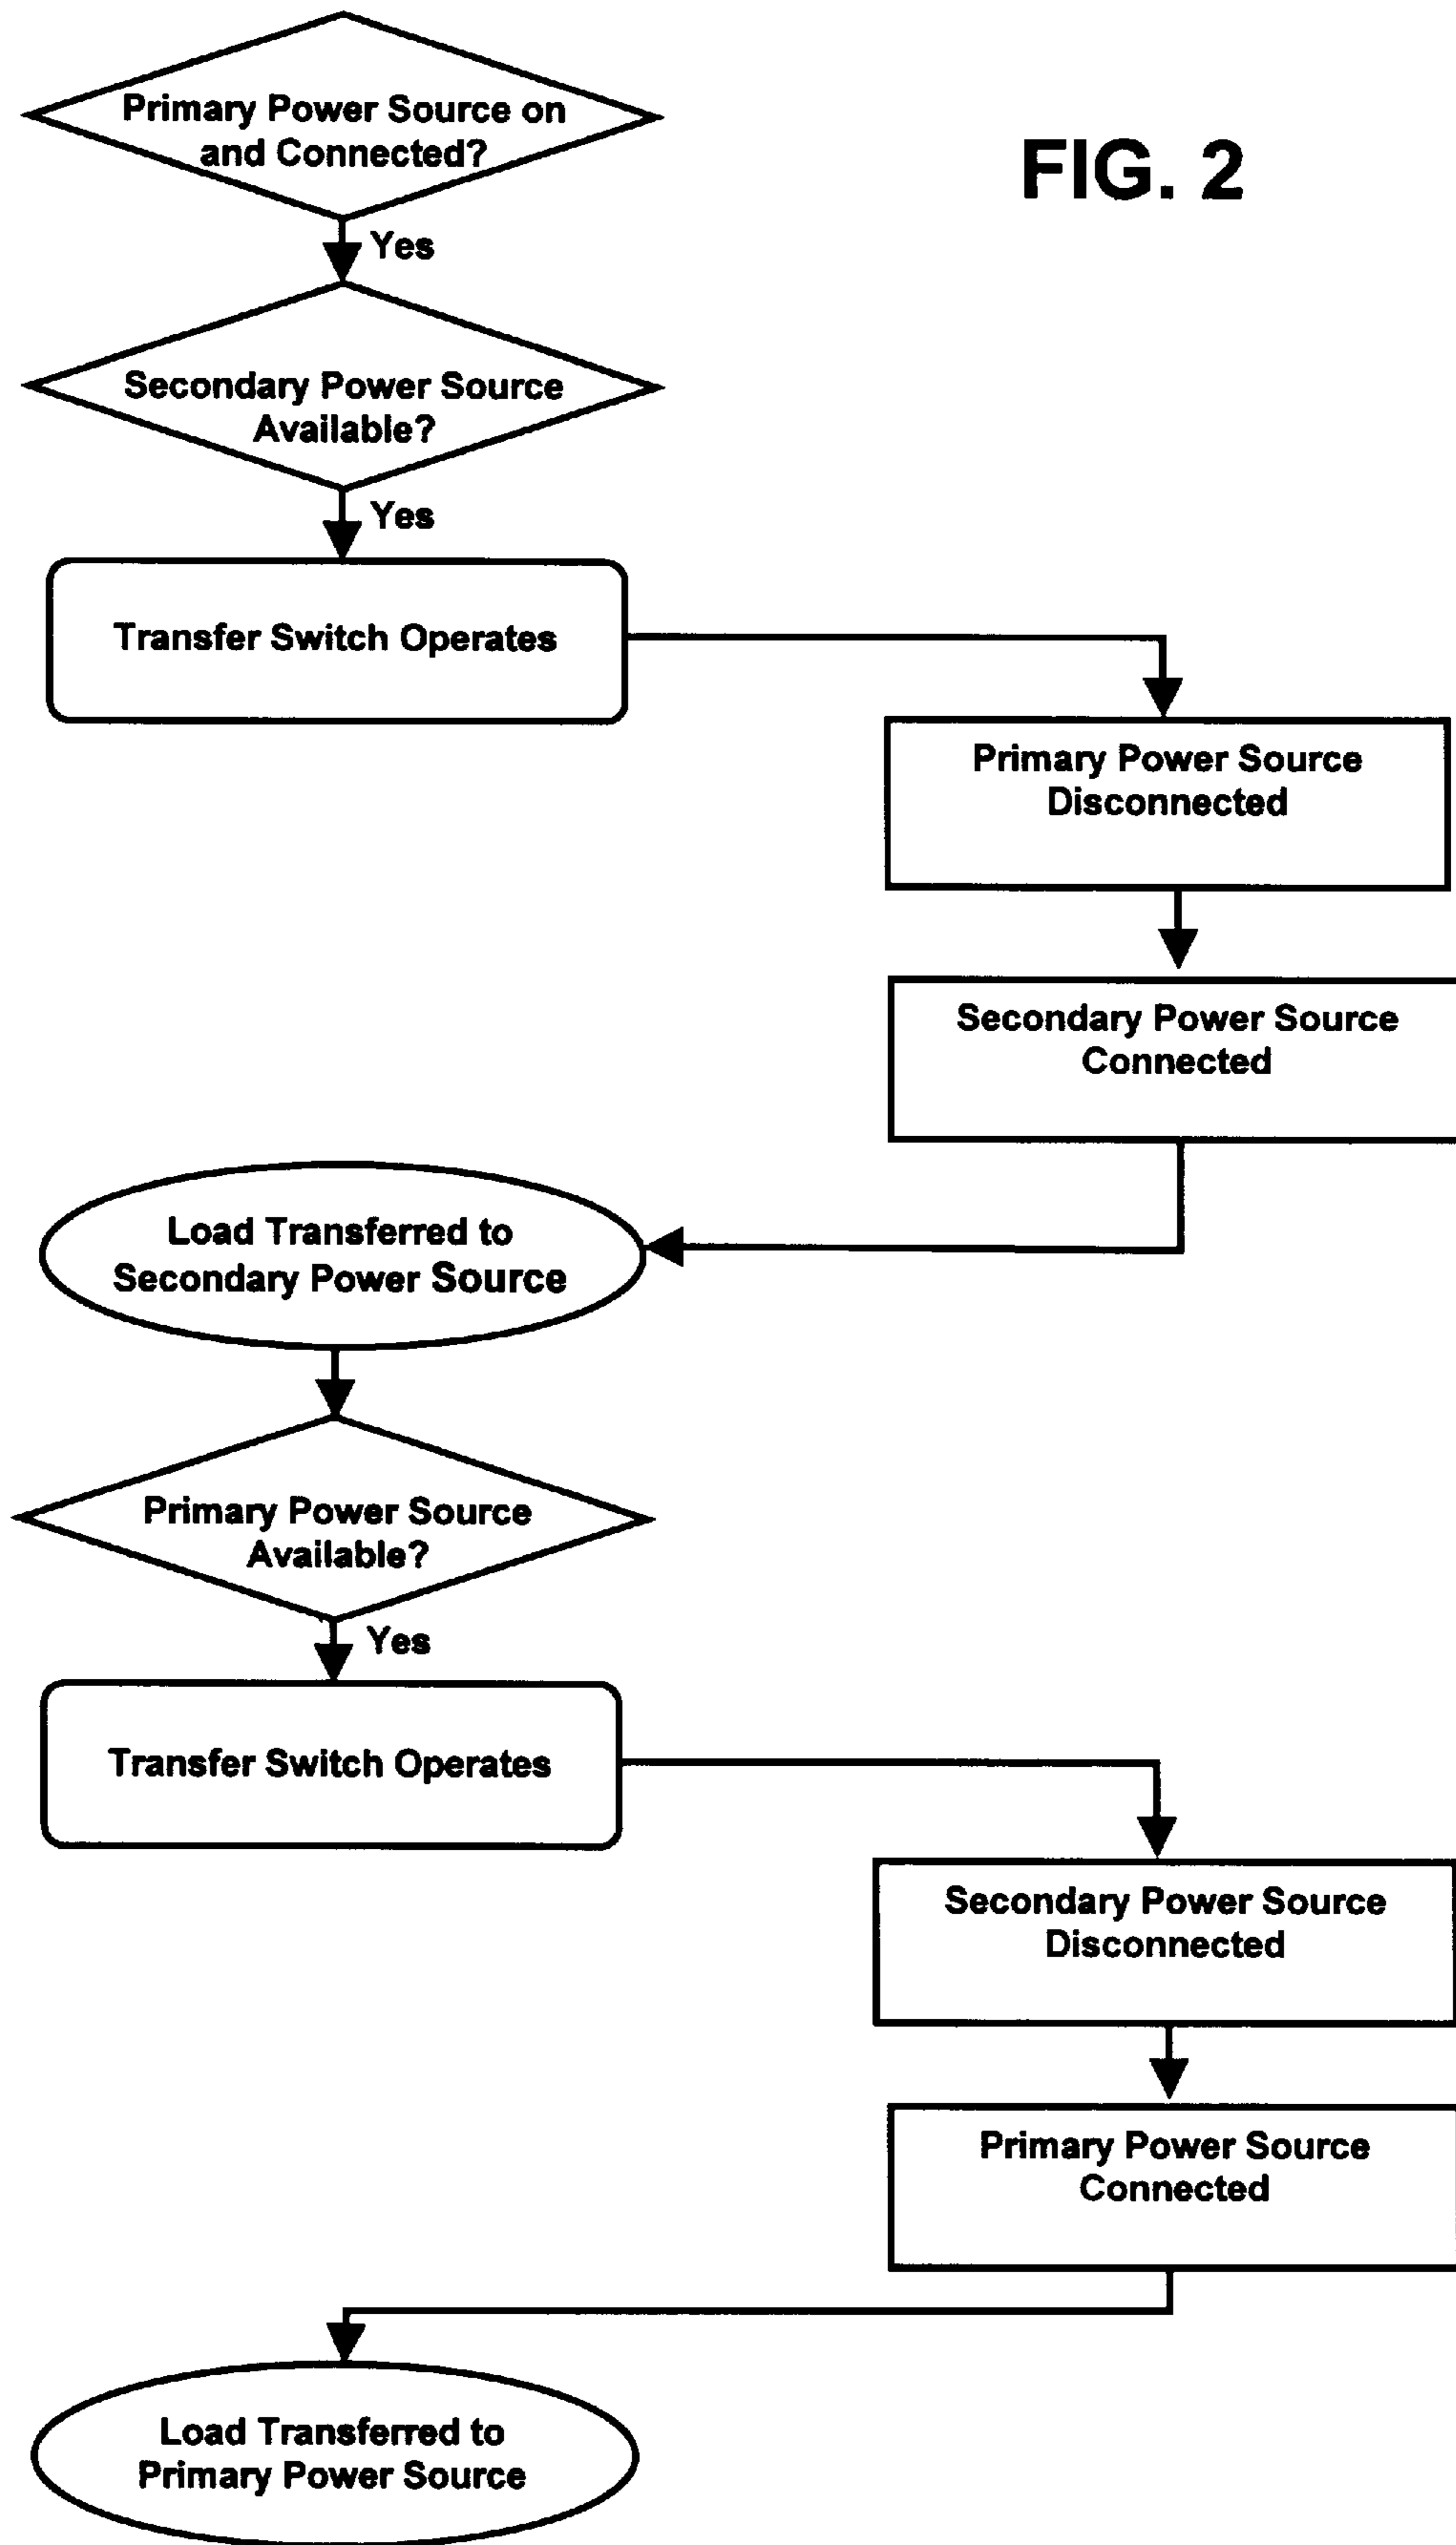 Primary Power Source on
and Connected?
FIG. 2
Yes
Secondary Power Source
Available?
Yes
Transfer Switch Operates
Primary Power Source
Disconnected
Secondary Power Source
Connected
Load Transferred to
Secondary Power Source
Primary Power Source
Available?
Yes
Transfer Switch Operates
Secondary Power Source
Disconnected
Primary Power Source
Connected
Load Transferred to
Primary Power Source